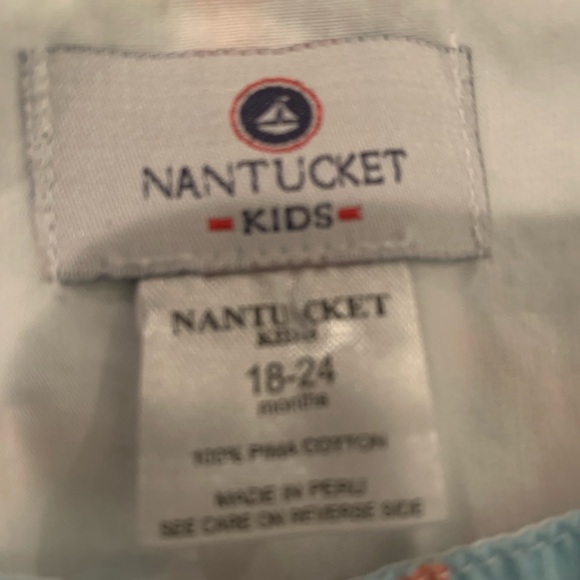 NANTUCKET
KIDS
NANTUCKET
KIDS
18-24
months
100% PIMA COTTON
MADE IN PERU
SEE CARE ON REVERSE SIDE